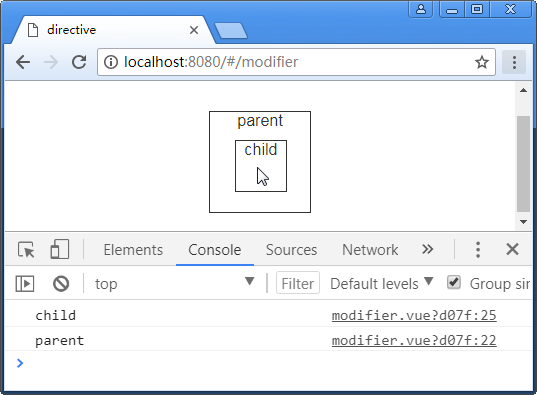 directive
localhost:8080/#/modifier
parent
child
Elements Console Sources Network »
top Filter Default levels Group sin
child modifier.vue?d07f:25
parent modifier.vue?d07f:22
>